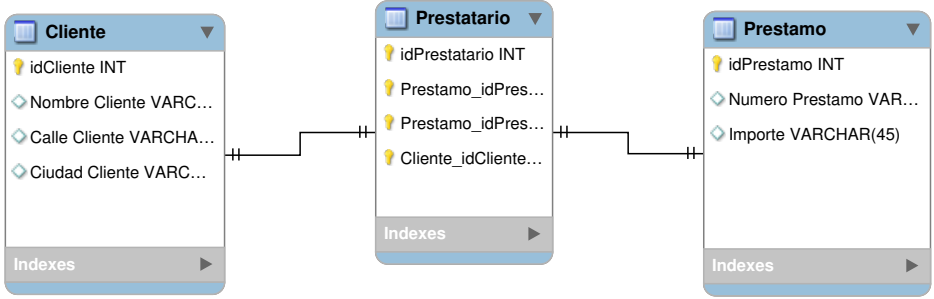 Cliente
idCliente INT
Nombre Cliente VARC...
Calle Cliente VARCHA...
Ciudad Cliente VARC...
Indexes
Prestatario
idPrestatario INT
Prestamo_idPres...
Prestamo_idPres...
Cliente_idCliente...
Indexes
Prestamo
idPrestamo INT
Numero Prestamo VAR...
Importe VARCHAR(45)
Indexes